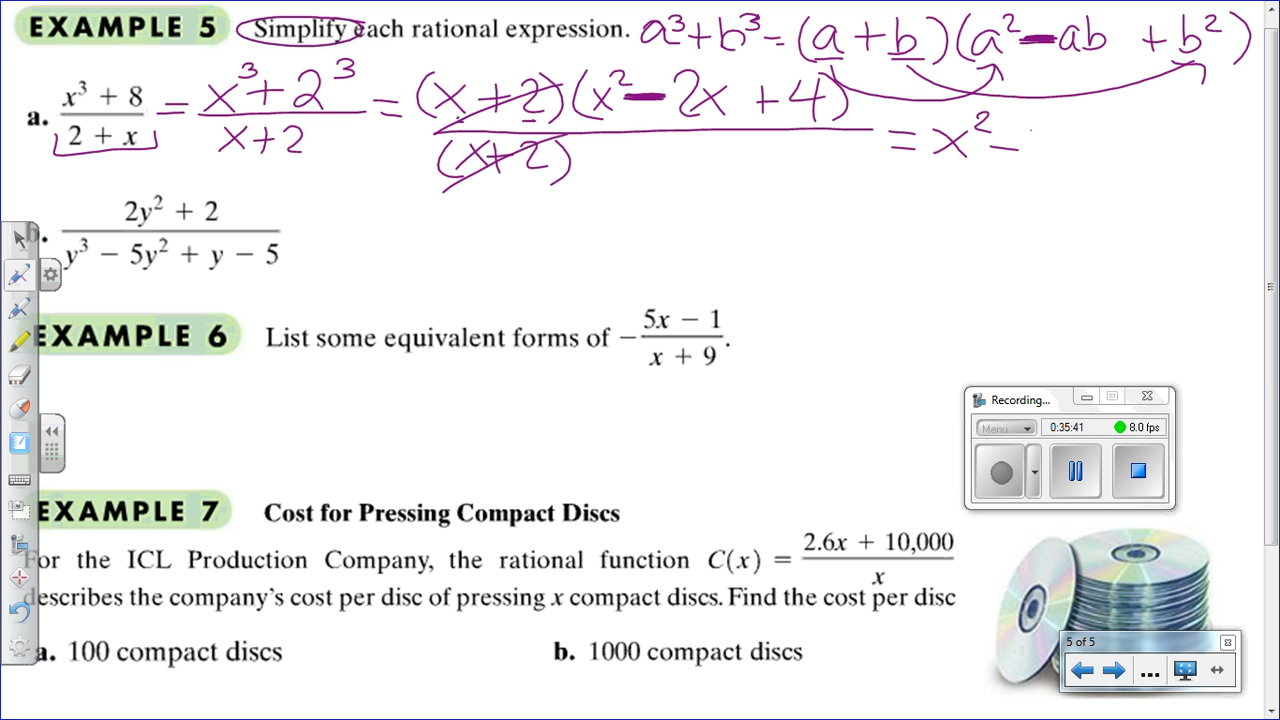 EXAMPLE 5 Simplify each rational expression. a³+b³=(a+b)(a²-ab+b²)
a. x³ + 8 / 2 + x = x³+2³ / x+2 = (x+2)(x²-2x+4) / (x+2) = x² -
b. 2y² + 2 / y³ − 5y² + y − 5
EXAMPLE 6 List some equivalent forms of − 5x − 1 / x + 9.
Recording...
Menu 0:35:41 8.0 fps
EXAMPLE 7 Cost for Pressing Compact Discs
For the ICL Production Company, the rational function C(x) = 2.6x + 10,000 / x
describes the company's cost per disc of pressing x compact discs. Find the cost per disc
a. 100 compact discs b. 1000 compact discs
5 of 5